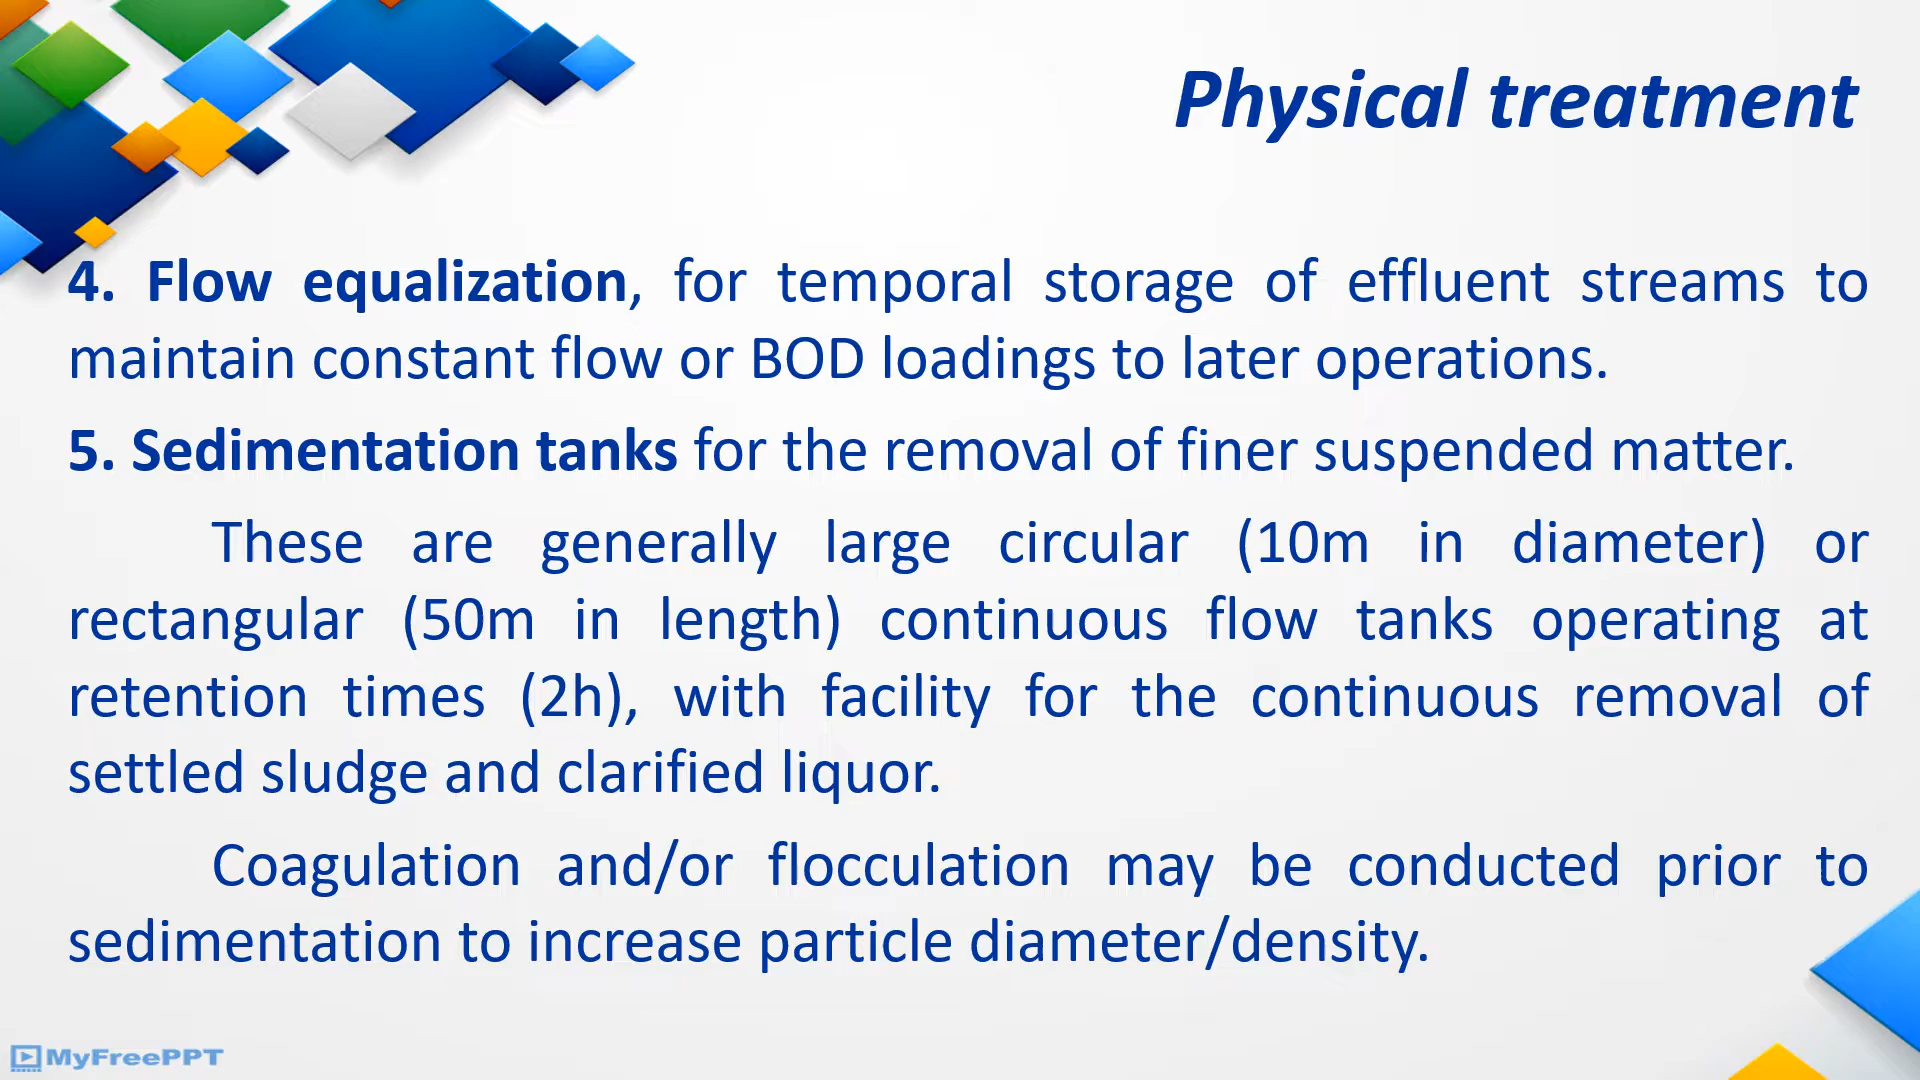 Physical treatment
4. Flow equalization, for temporal storage of effluent streams to
maintain constant flow or BOD loadings to later operations.
5. Sedimentation tanks for the removal of finer suspended matter.
These are generally large circular (10m in diameter) or
rectangular (50m in length) continuous flow tanks operating at
retention times (2h), with facility for the continuous removal of
settled sludge and clarified liquor.
Coagulation and/or flocculation may be conducted prior to
sedimentation to increase particle diameter/density.
MyFreePPT